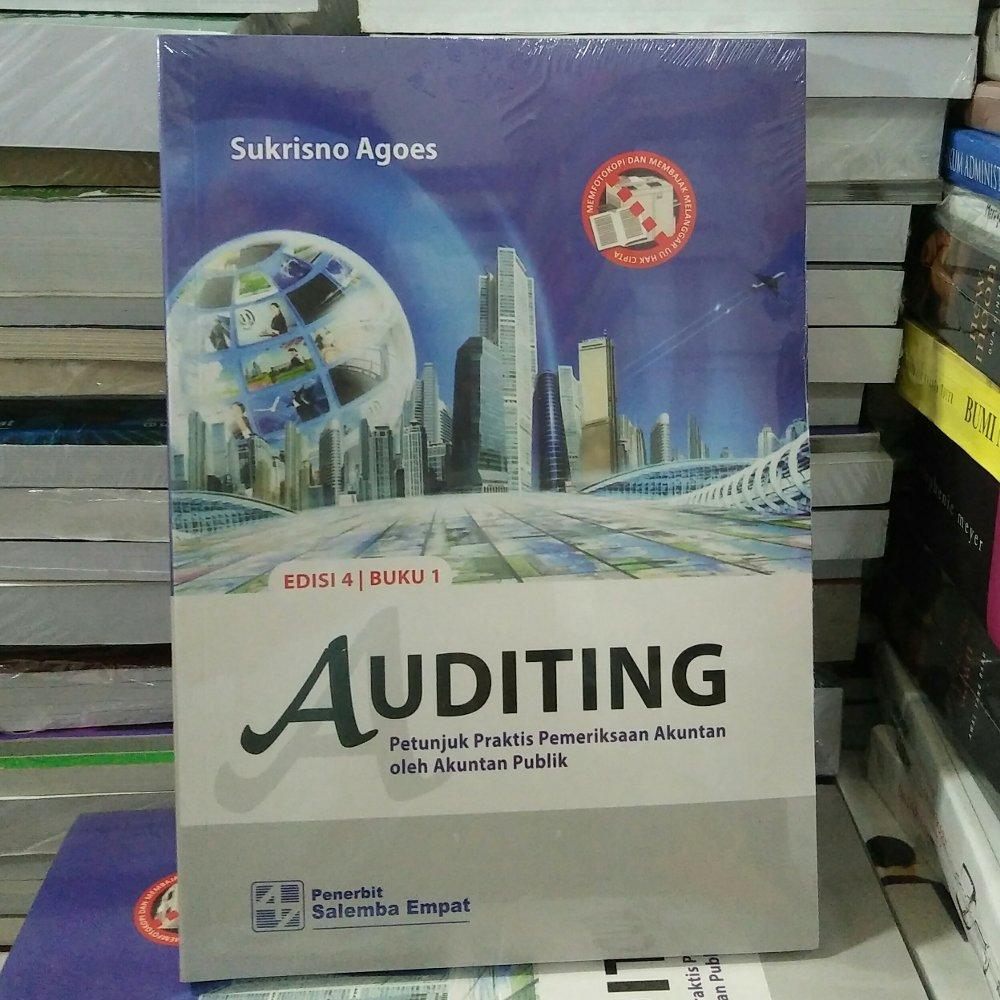 Sukrisno Agoes
MEMFOTOKOPI DAN MEMBAJAK MELANGGAR UU HAK CIPTA
EDISI 4 | BUKU 1
AUDITING
Petunjuk Praktis Pemeriksaan Akuntan
oleh Akuntan Publik
Penerbit
Salemba Empat
BUMI
meyer